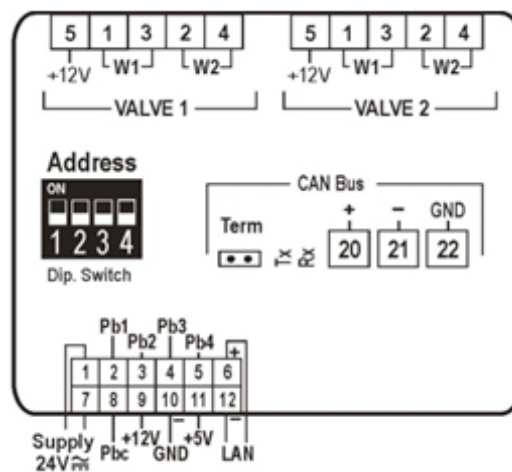 5 1 3 2 4 5 1 3 2 4
+12V W1 W2 +12V W1 W2
VALVE 1 VALVE 2
Address
ON
1 2 3 4
Dip. Switch
CAN Bus
Term + − GND
Tx Rx 20 21 22
Pb1 Pb3
Pb2 Pb4 +
1 2 3 4 5 6
7 8 9 10 11 12
− −
Supply Pbc +12V GND +5V LAN
24V